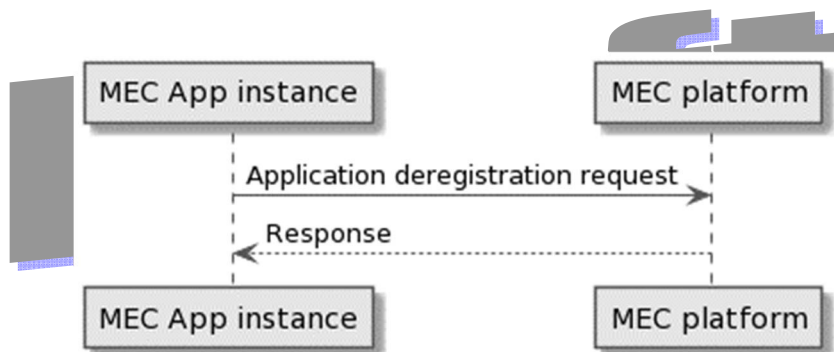 MEC App instance
MEC platform
Application deregistration request
Response
MEC App instance
MEC platform